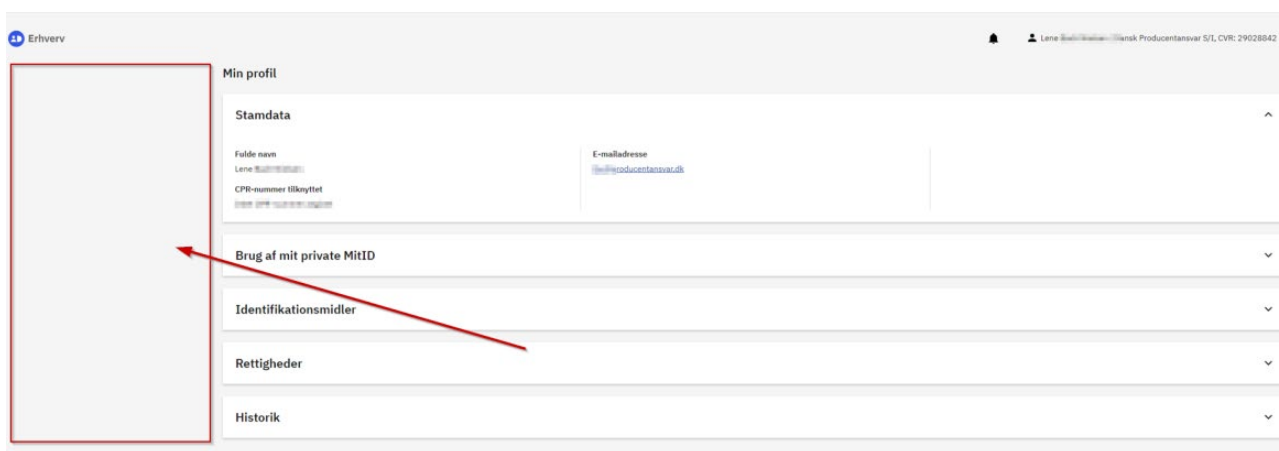 Erhverv
Lene ansk Producentansvar S/I, CVR: 29028842
Min profil
Stamdata
Fulde navn
Lene
CPR-nummer tilknyttet
E-mailadresse
roducentansvar.dk
Brug af mit private MitID
Identifikationsmidler
Rettigheder
Historik